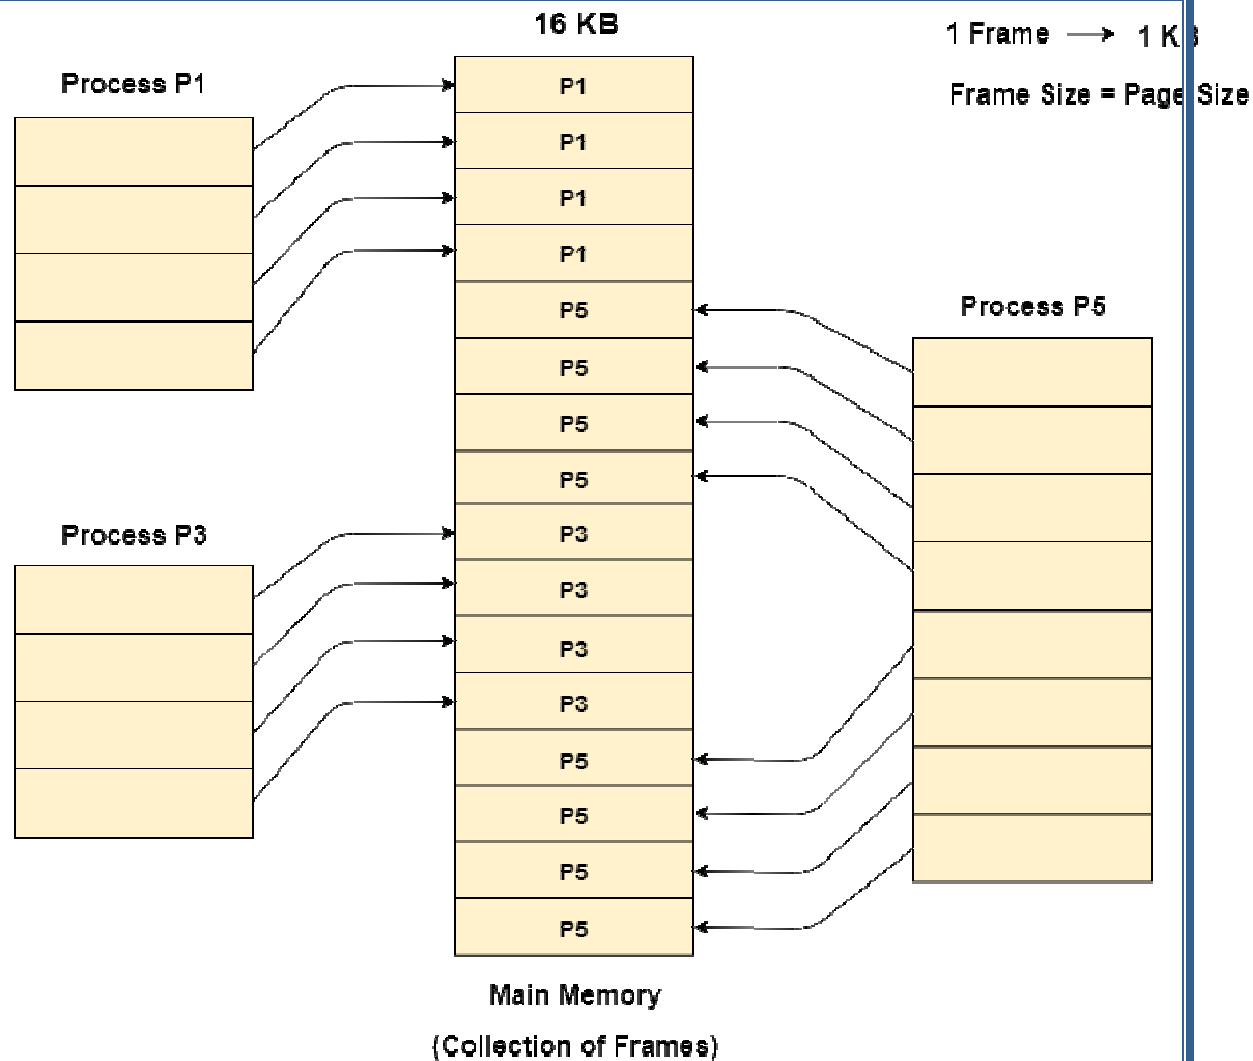 16 KB
1 Frame → 1 KB
Frame Size = Page Size
Process P1
P1
P1
P1
P1
P5
P5
P5
P5
P3
P3
P3
P3
P5
P5
P5
P5
Process P5
Process P3
Main Memory
(Collection of Frames)